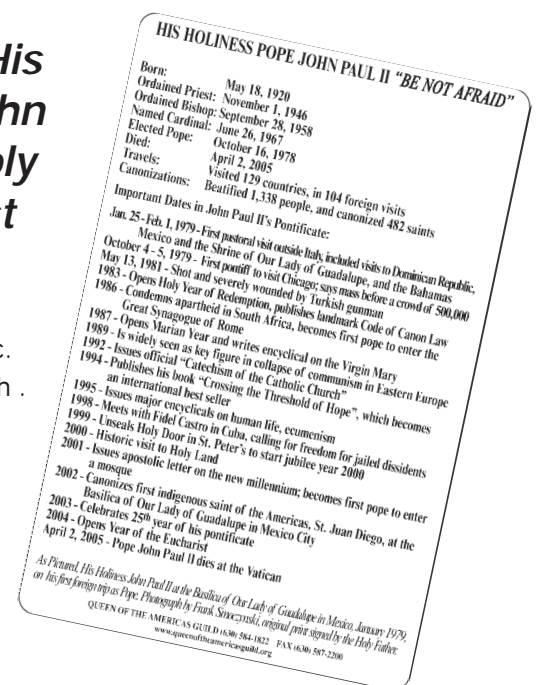 His
hn
ly
t
c.
h .
HIS HOLINESS POPE JOHN PAUL II "BE NOT AFRAID"
Born: May 18, 1920
Ordained Priest: November 1, 1946
Ordained Bishop: September 28, 1958
Named Cardinal: June 26, 1967
Elected Pope: October 16, 1978
Died: April 2, 2005
Travels: Visited 129 countries, in 104 foreign visits
Canonizations: Beatified 1,338 people, and canonized 482 saints
Important Dates in John Paul II's Pontificate:
Jan. 25 - Feb. 1, 1979 - First pastoral visit outside Italy, included visits to Dominican Republic,
Mexico and the Shrine of Our Lady of Guadalupe, and the Bahamas
October 4 - 5, 1979 - First pontiff to visit Chicago; says mass before a crowd of 500,000
May 13, 1981 - Shot and severely wounded by Turkish gunman
1983 - Opens Holy Year of Redemption, publishes landmark Code of Canon Law
1986 - Condemns apartheid in South Africa, becomes first pope to enter the
Great Synagogue of Rome
1987 - Opens Marian Year and writes encyclical on the Virgin Mary
1989 - Is widely seen as key figure in collapse of communism in Eastern Europe
1992 - Issues official "Catechism of the Catholic Church"
1994 - Publishes his book "Crossing the Threshold of Hope", which becomes
an international best seller
1995 - Issues major encyclicals on human life, ecumenism
1998 - Meets with Fidel Castro in Cuba, calling for freedom for jailed dissidents
1999 - Unseals Holy Door in St. Peter's to start jubilee year 2000
2000 - Historic visit to Holy Land
2001 - Issues apostolic letter on the new millennium; becomes first pope to enter
a mosque
2002 - Canonizes first indigenous saint of the Americas, St. Juan Diego, at the
Basilica of Our Lady of Guadalupe in Mexico City
2003 - Celebrates 25th year of his pontificate
2004 - Opens Year of the Eucharist
April 2, 2005 - Pope John Paul II dies at the Vatican
As Pictured, His Holiness John Paul II at the Basilica of Our Lady of Guadalupe in Mexico, January 1979,
on his first foreign trip as Pope. Photograph by Frank Smoczynski, original print signed by the Holy Father.
QUEEN OF THE AMERICAS GUILD (630) 584-1822 FAX (630) 587-2200
www.queenoftheamericasguild.org